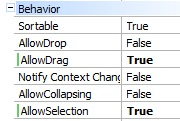 Behavior
Sortable True
AllowDrop False
AllowDrag True
Notify Context Chang False
AllowCollapsing False
AllowSelection True